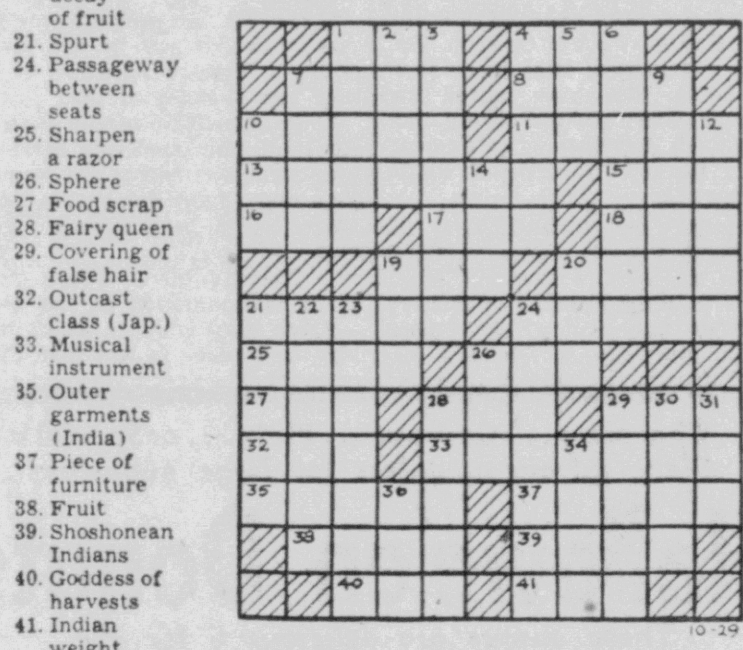 decay
of fruit
21. Spurt
24. Passageway
between
seats
25. Sharpen
a razor
26. Sphere
27 Food scrap
28. Fairy queen
29. Covering of
false hair
32. Outcast
class (Jap.)
33. Musical
instrument
35. Outer
garments
(India)
37. Piece of
furniture
38. Fruit
39. Shoshonean
Indians
40. Goddess of
harvests
41. Indian
weight
1 2 3 4 5 6
7 8 9
10 11 12
13 14 15
16 17 18
19 20
21 22 23 24
25 26
27 28 29 30 31
32 33 34
35 36 37
38 39
40 41
10-29